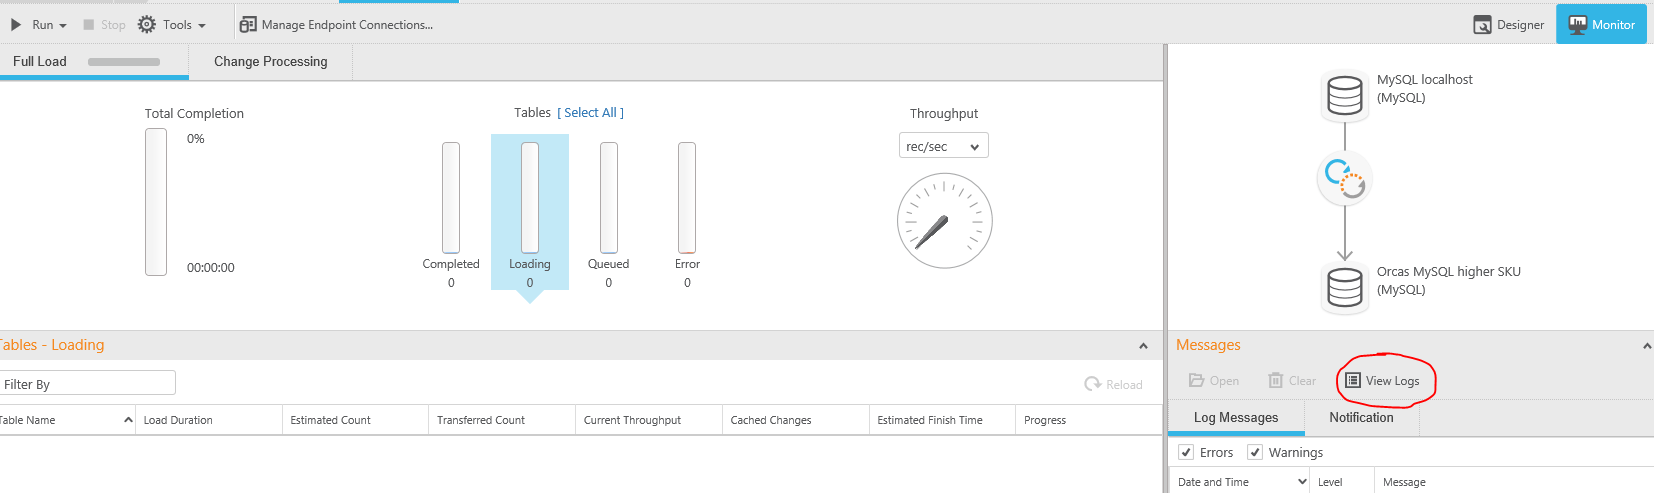 Run Stop Tools Manage Endpoint Connections... Designer Monitor
Full Load Change Processing
Total Completion
0%
00:00:00
Tables [ Select All ]
Completed Loading Queued Error
0 0 0 0
Throughput
rec/sec
MySQL localhost
(MySQL)
Orcas MySQL higher SKU
(MySQL)
Tables - Loading
Filter By
Reload
Table Name Load Duration Estimated Count Transferred Count Current Throughput Cached Changes Estimated Finish Time Progress
Messages
Open Clear View Logs
Log Messages Notification
Errors Warnings
Date and Time Level Message